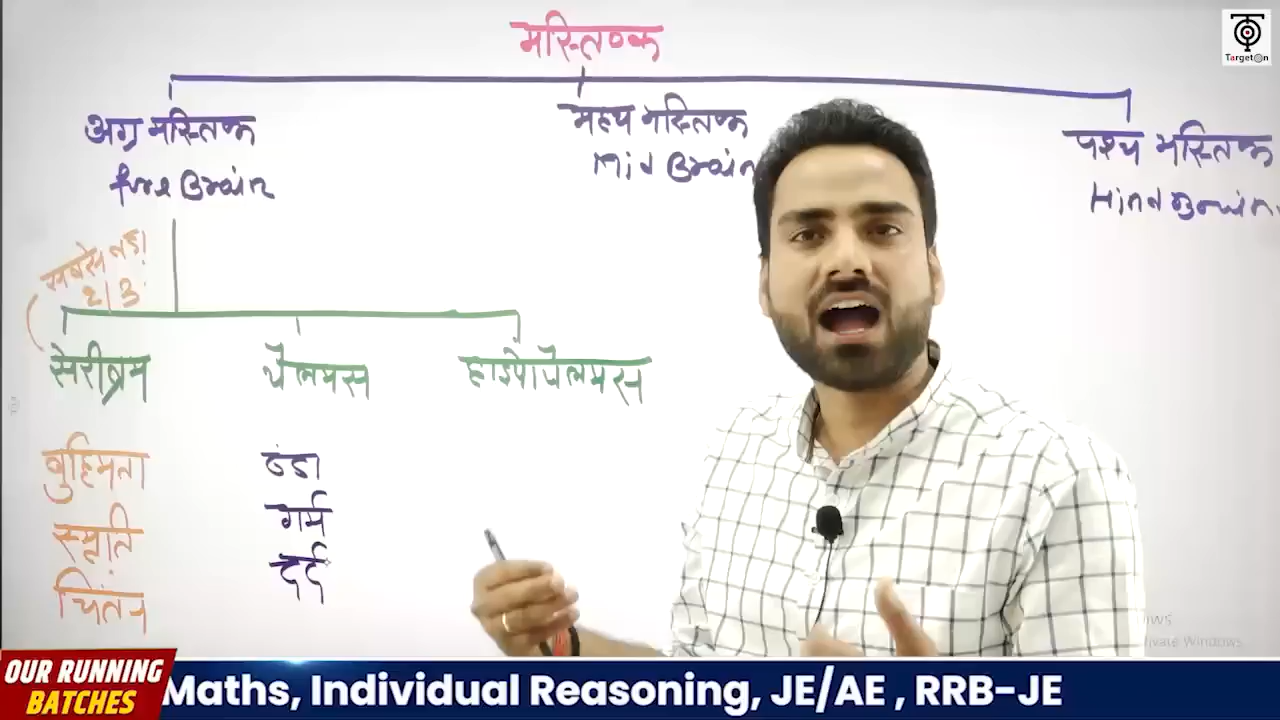 मस्तिष्क
अग्र मस्तिष्क
fore Brain
मध्य मस्तिष्क
Mid Brain
पश्च मस्तिष्क
Hind Brain
सबसे बड़ा
2/3
सेरीब्रम
थैलमस
हाइपोथैलमस
बुद्धिमता
स्मृति
चिंतन
ठंडा
गर्म
दर्द
TargetOn
OUR RUNNING
BATCHES
Maths, Individual Reasoning, JE/AE , RRB-JE